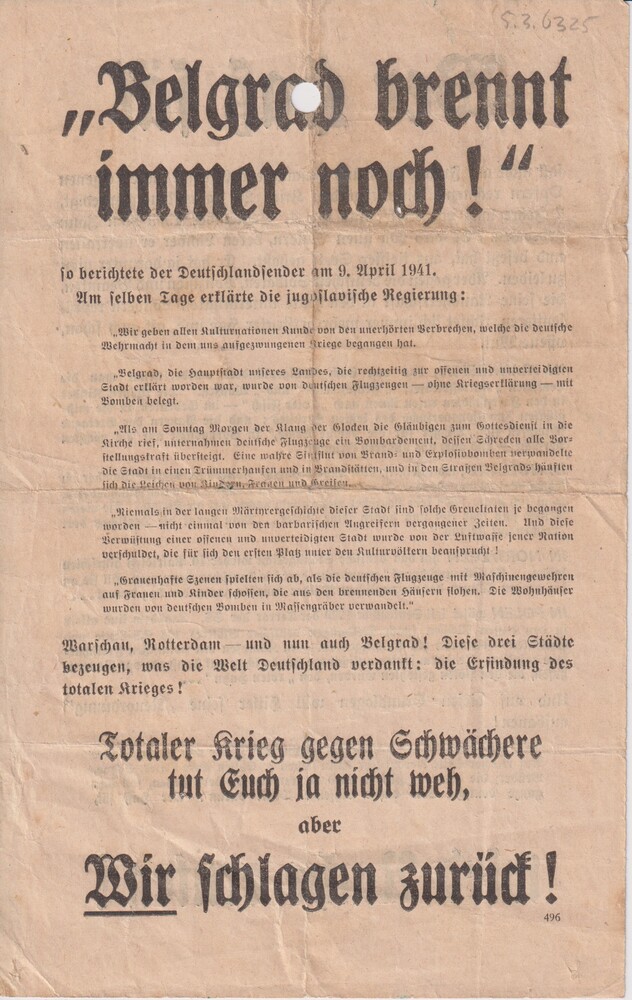 5.3.6325
„Belgrad brennt
immer noch!“
so berichtete der Deutschlandsender am 9. April 1941.
Am selben Tage erklärte die jugoslavische Regierung:
„Wir geben allen Kulturnationen Kunde von den unerhörten Verbrechen, welche die deutsche
Wehrmacht in dem uns aufgezwungenen Kriege begangen hat.
„Belgrad, die Hauptstadt unseres Landes, die rechtzeitig zur offenen und unverteidigten
Stadt erklärt worden war, wurde von deutschen Flugzeugen — ohne Kriegserklärung — mit
Bomben belegt.
„Als am Sonntag Morgen der Klang der Glocken die Gläubigen zum Gottesdienst in die
Kirche rief, unternahmen deutsche Flugzeuge ein Bombardement, dessen Schrecken alle Vor-
stellungskraft übersteigt. Eine wahre Sintflut von Brand- und Explosivbomben verwandelte
die Stadt in einen Trümmerhaufen und in Brandstätten, und in den Straßen Belgrads häuften
sich die Leichen von Kindern, Frauen und Greisen.
„Niemals in der langen Märtyrergeschichte dieser Stadt sind solche Greueltaten je begangen
worden — nicht einmal von den barbarischen Angreifern vergangener Zeiten. Und diese
Verwüstung einer offenen und unverteidigten Stadt wurde von der Luftwaffe jener Nation
verschuldet, die für sich den ersten Platz unter den Kulturvölkern beansprucht!
„Grauenhafte Szenen spielten sich ab, als die deutschen Flugzeuge mit Maschinengewehren
auf Frauen und Kinder schossen, die aus den brennenden Häusern flohen. Die Wohnhäuser
wurden von deutschen Bomben in Massengräber verwandelt.“
Warschau, Rotterdam — und nun auch Belgrad! Diese drei Städte
bezeugen, was die Welt Deutschland verdankt: die Erfindung des
totalen Krieges!
Totaler Krieg gegen Schwächere
tut Euch ja nicht weh,
aber
Wir schlagen zurück!
496